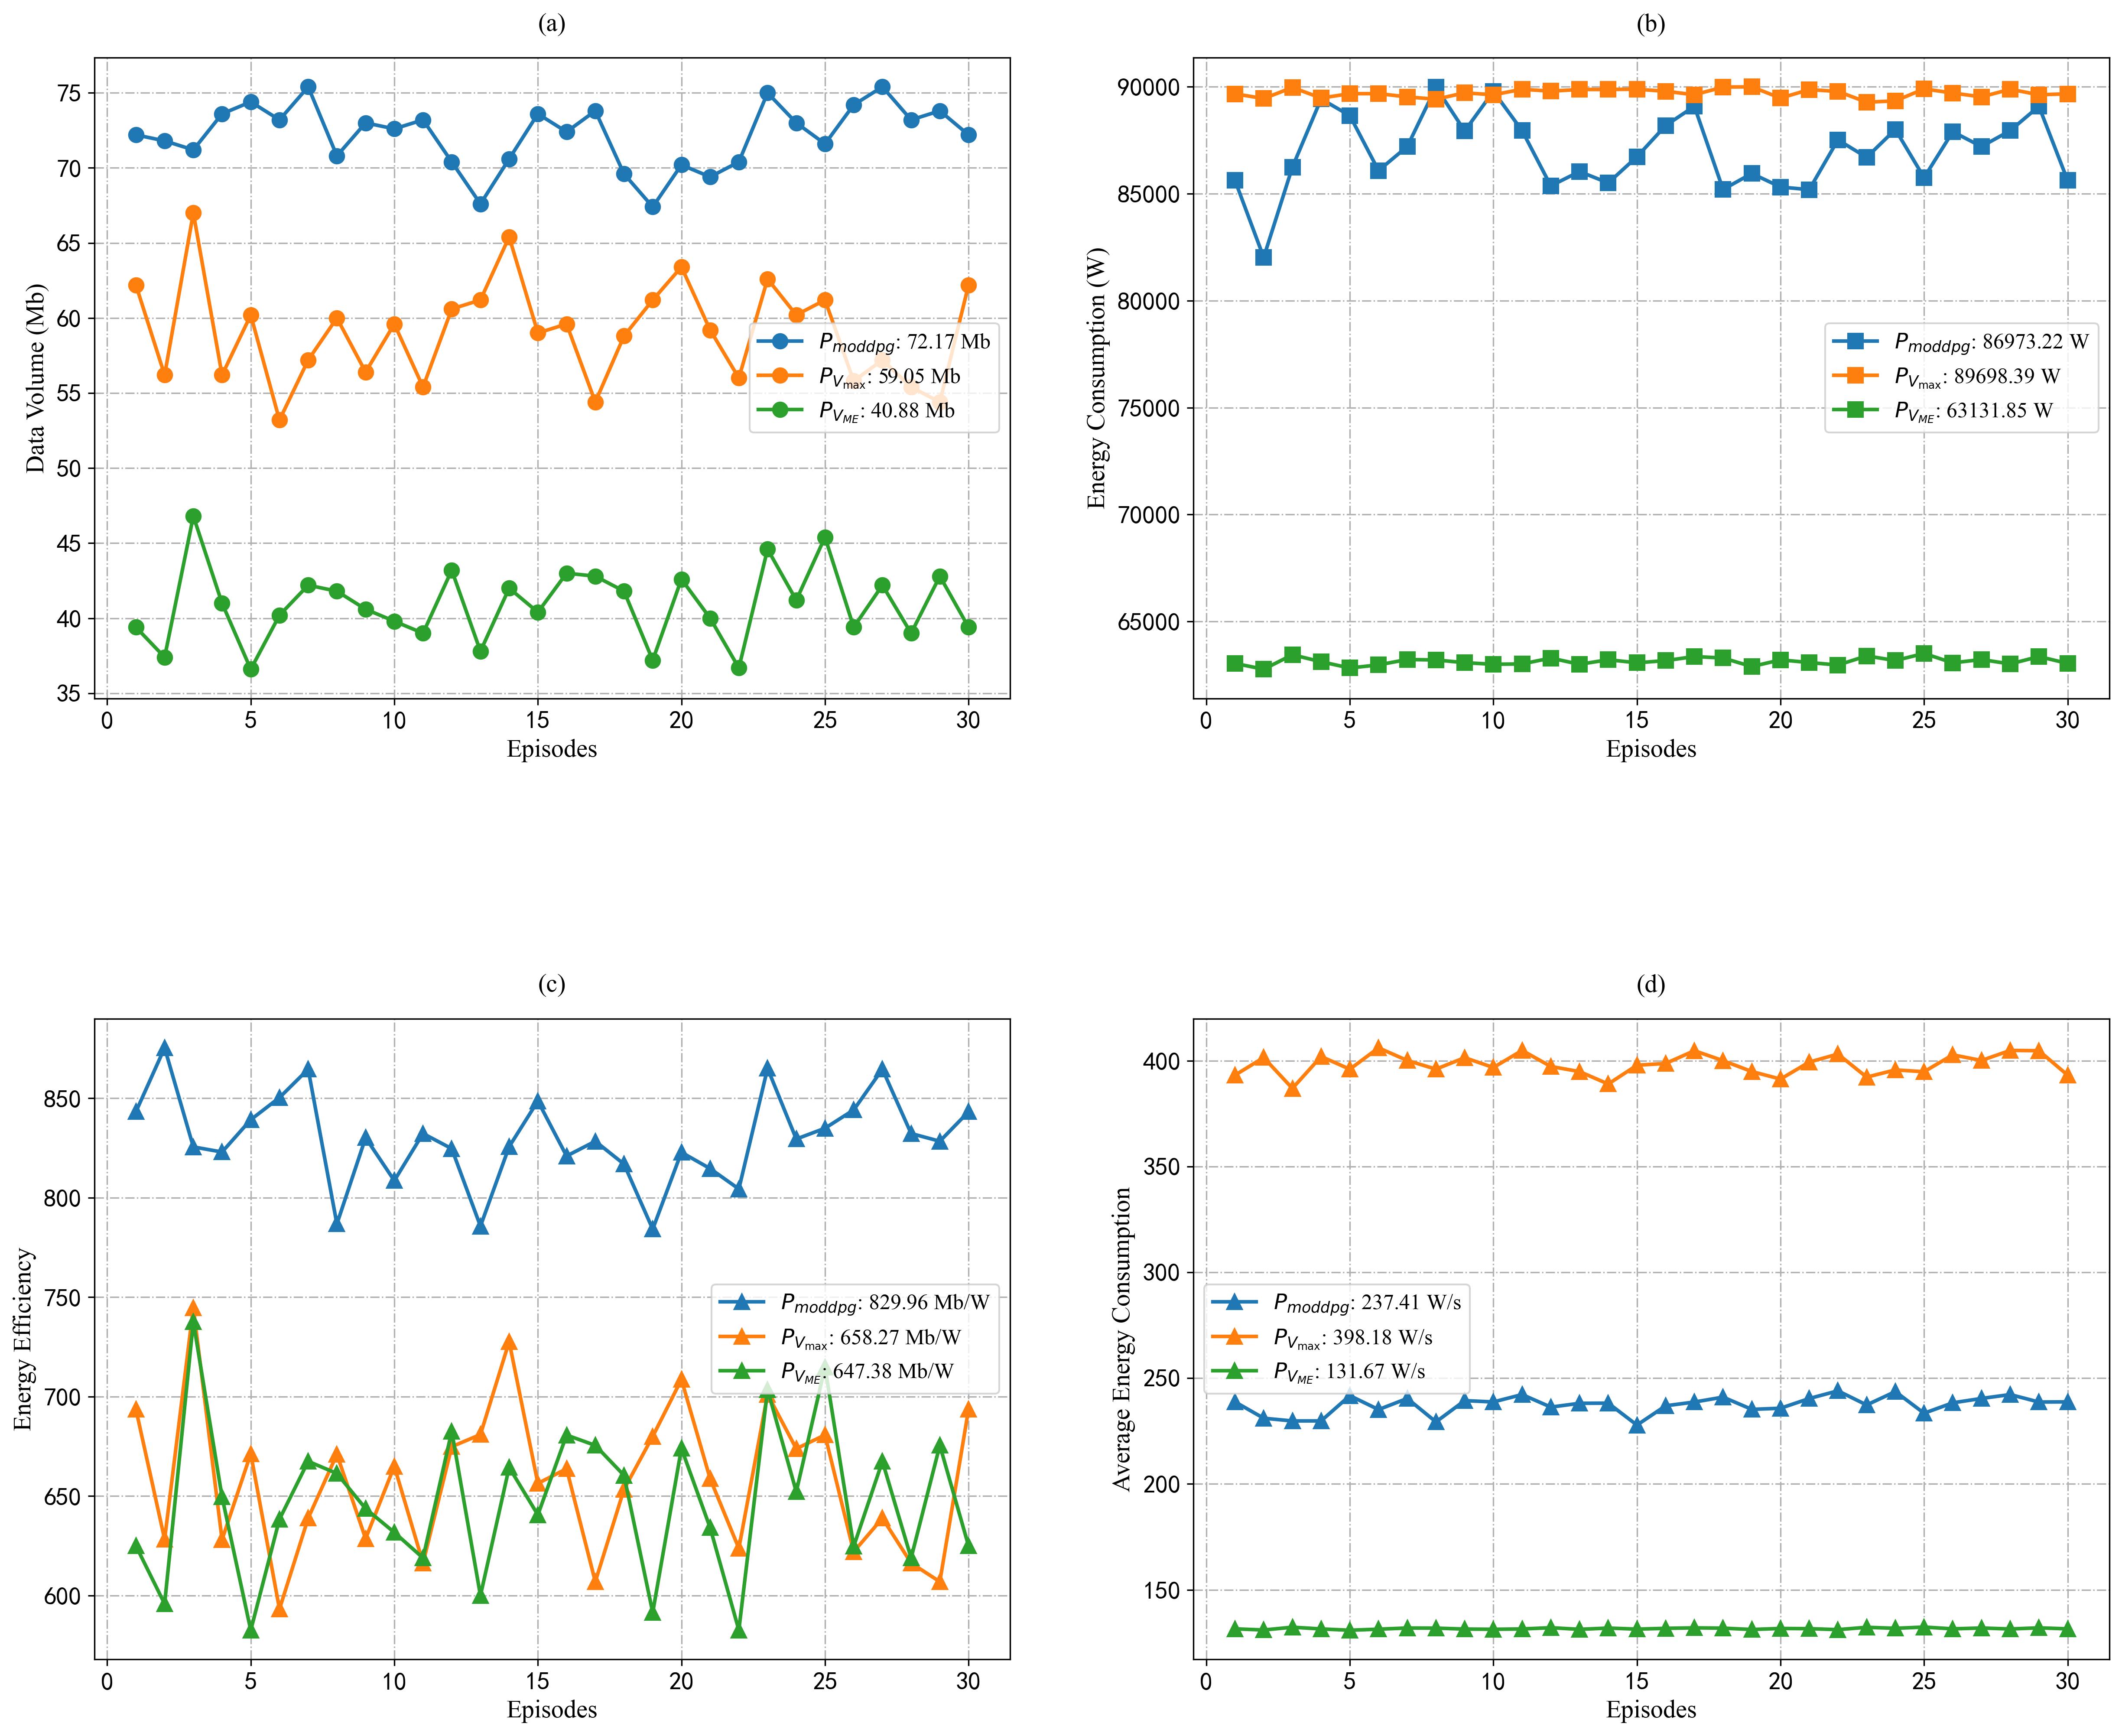 (a)
Data Volume (Mb)
75
70
65
60
55
50
45
40
35
P_moddpg: 72.17 Mb
P_Vmax: 59.05 Mb
P_VME: 40.88 Mb
0 5 10 15 20 25 30
Episodes
(b)
Energy Consumption (W)
90000
85000
80000
75000
70000
65000
P_moddpg: 86973.22 W
P_Vmax: 89698.39 W
P_VME: 63131.85 W
0 5 10 15 20 25 30
Episodes
(c)
Energy Efficiency
850
800
750
700
650
600
P_moddpg: 829.96 Mb/W
P_Vmax: 658.27 Mb/W
P_VME: 647.38 Mb/W
0 5 10 15 20 25 30
Episodes
(d)
Average Energy Consumption
400
350
300
250
200
150
P_moddpg: 237.41 W/s
P_Vmax: 398.18 W/s
P_VME: 131.67 W/s
0 5 10 15 20 25 30
Episodes